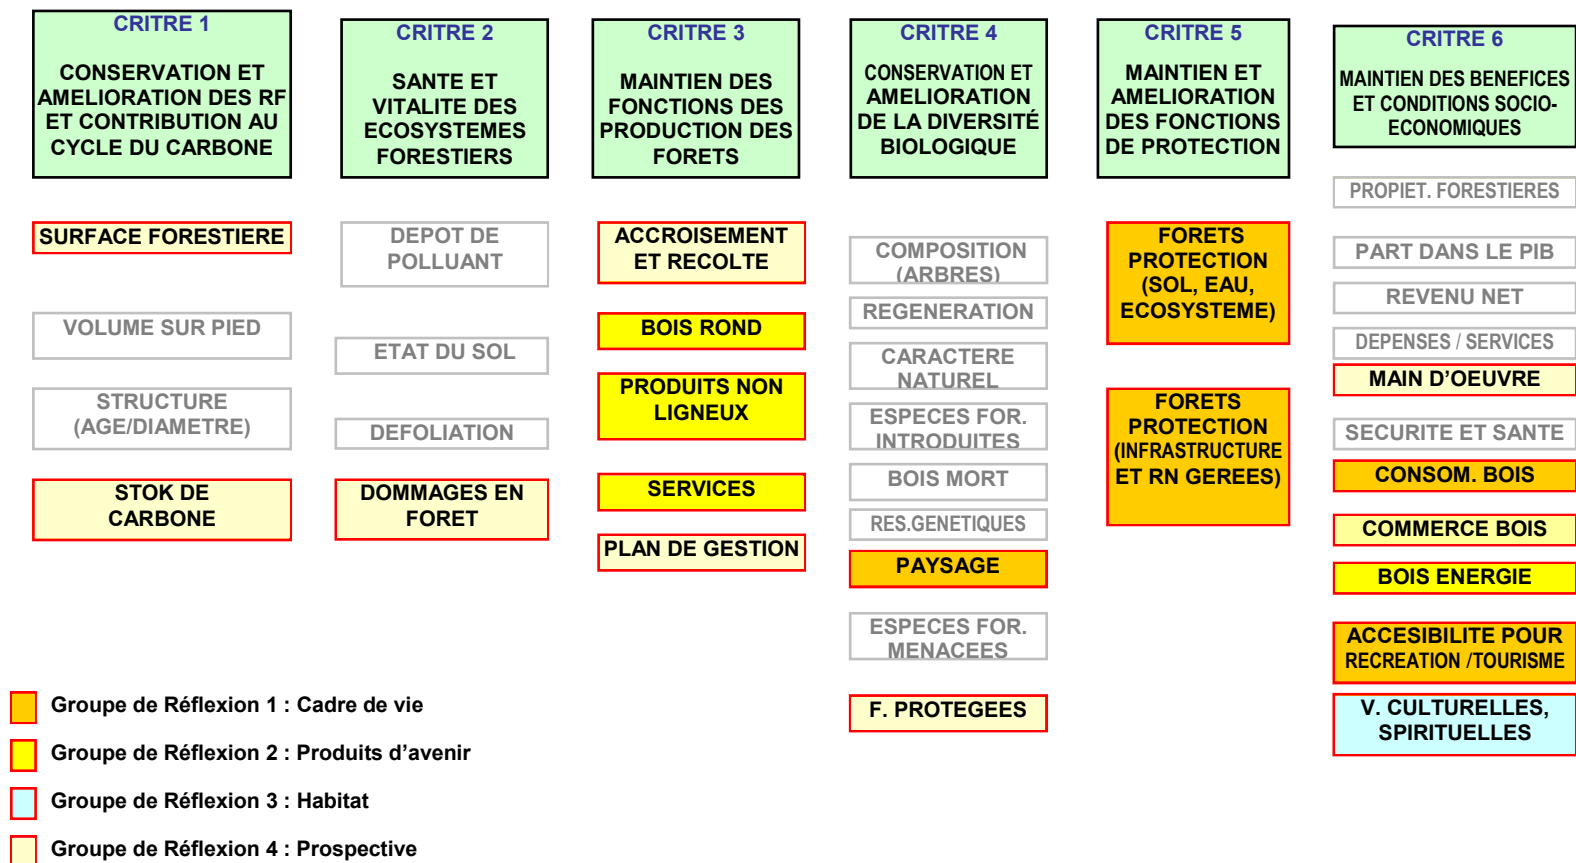 CRITRE 1
CONSERVATION ET
AMELIORATION DES RF
ET CONTRIBUTION AU
CYCLE DU CARBONE
SURFACE FORESTIERE
VOLUME SUR PIED
STRUCTURE
(AGE/DIAMETRE)
STOK DE
CARBONE
CRITRE 2
SANTE ET
VITALITE DES
ECOSYSTEMES
FORESTIERS
DEPOT DE
POLLUANT
ETAT DU SOL
DEFOLIATION
DOMMAGES EN
FORET
CRITRE 3
MAINTIEN DES
FONCTIONS DES
PRODUCTION DES
FORETS
ACCROISEMENT
ET RECOLTE
BOIS ROND
PRODUITS NON
LIGNEUX
SERVICES
PLAN DE GESTION
CRITRE 4
CONSERVATION ET
AMELIORATION
DE LA DIVERSITÉ
BIOLOGIQUE
COMPOSITION
(ARBRES)
REGENERATION
CARACTERE
NATUREL
ESPECES FOR.
INTRODUITES
BOIS MORT
RES.GENETIQUES
PAYSAGE
ESPECES FOR.
MENACEES
F. PROTEGEES
CRITRE 5
MAINTIEN ET
AMELIORATION
DES FONCTIONS
DE PROTECTION
FORETS
PROTECTION
(SOL, EAU,
ECOSYSTEME)
FORETS
PROTECTION
(INFRASTRUCTURE
ET RN GEREES)
CRITRE 6
MAINTIEN DES BENEFICES
ET CONDITIONS SOCIO-
ECONOMIQUES
PROPIET. FORESTIERES
PART DANS LE PIB
REVENU NET
DEPENSES / SERVICES
MAIN D'OEUVRE
SECURITE ET SANTE
CONSOM. BOIS
COMMERCE BOIS
BOIS ENERGIE
ACCESIBILITE POUR
RECREATION /TOURISME
V. CULTURELLES,
SPIRITUELLES
Groupe de Réflexion 1 : Cadre de vie
Groupe de Réflexion 2 : Produits d'avenir
Groupe de Réflexion 3 : Habitat
Groupe de Réflexion 4 : Prospective